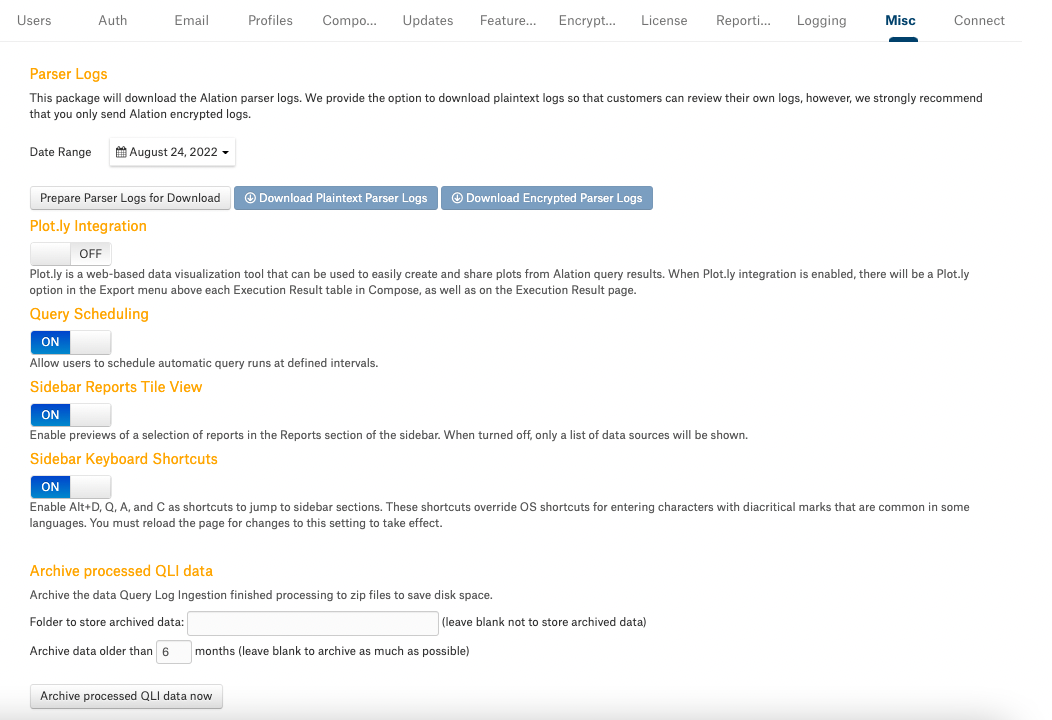 Users Auth Email Profiles Compo... Updates Feature... Encrypt... License Reporti... Logging Misc Connect
Parser Logs
This package will download the Alation parser logs. We provide the option to download plaintext logs so that customers can review their own logs, however, we strongly recommend
that you only send Alation encrypted logs.
Date Range August 24, 2022
Prepare Parser Logs for Download Download Plaintext Parser Logs Download Encrypted Parser Logs
Plot.ly Integration
OFF
Plot.ly is a web-based data visualization tool that can be used to easily create and share plots from Alation query results. When Plot.ly integration is enabled, there will be a Plot.ly
option in the Export menu above each Execution Result table in Compose, as well as on the Execution Result page.
Query Scheduling
ON
Allow users to schedule automatic query runs at defined intervals.
Sidebar Reports Tile View
ON
Enable previews of a selection of reports in the Reports section of the sidebar. When turned off, only a list of data sources will be shown.
Sidebar Keyboard Shortcuts
ON
Enable Alt+D, Q, A, and C as shortcuts to jump to sidebar sections. These shortcuts override OS shortcuts for entering characters with diacritical marks that are common in some
languages. You must reload the page for changes to this setting to take effect.
Archive processed QLI data
Archive the data Query Log Ingestion finished processing to zip files to save disk space.
Folder to store archived data: (leave blank not to store archived data)
Archive data older than 6 months (leave blank to archive as much as possible)
Archive processed QLI data now